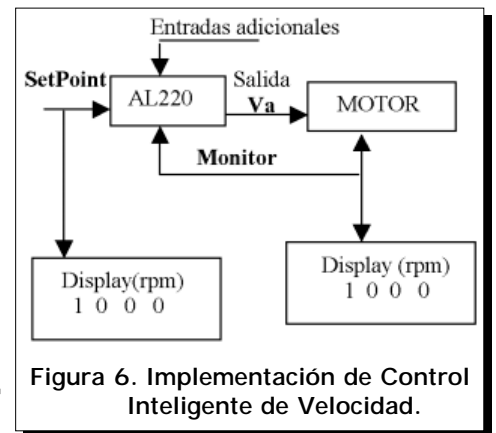 Entradas adicionales
SetPoint
AL220
Salida
Va
MOTOR
Monitor
Display(rpm)
1 0 0 0
Display (rpm)
1 0 0 0
Figura 6. Implementación de Control
Inteligente de Velocidad.